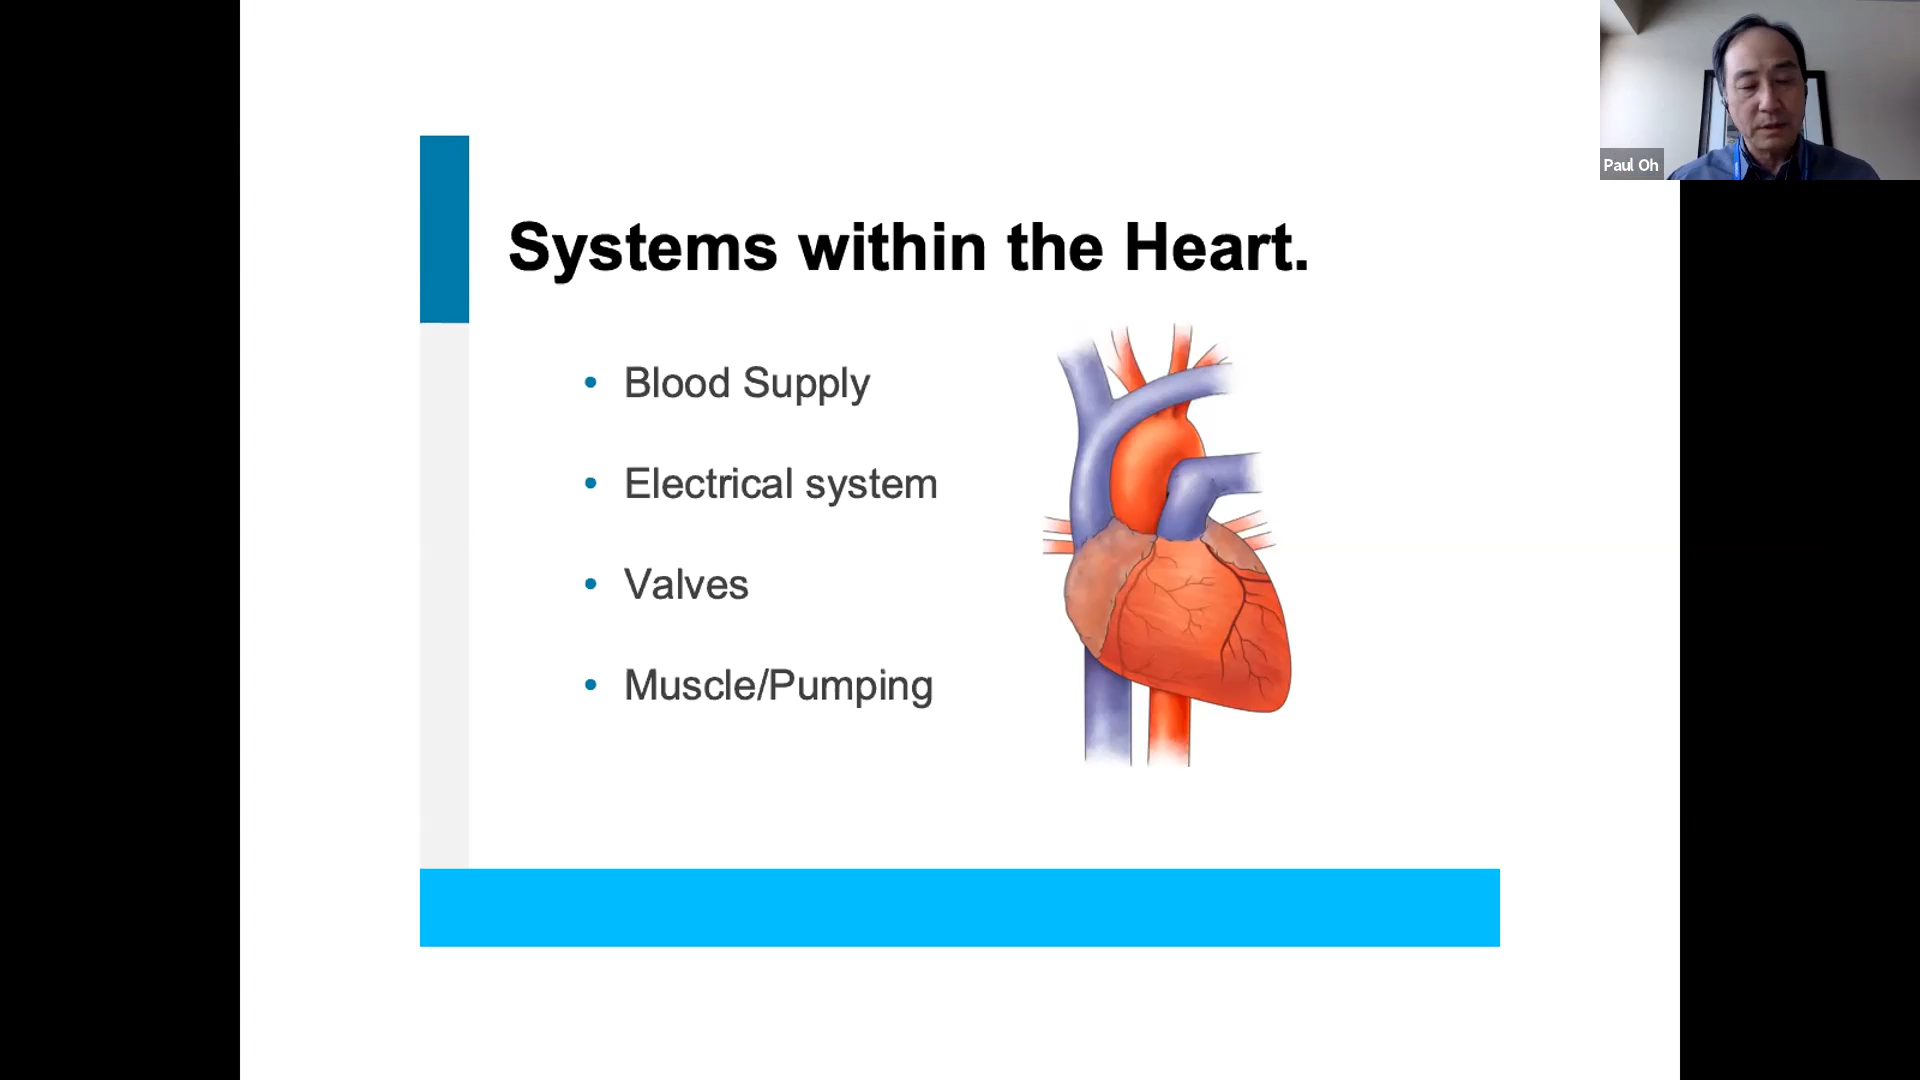 Paul Oh
Systems within the Heart.
• Blood Supply
• Electrical system
• Valves
• Muscle/Pumping